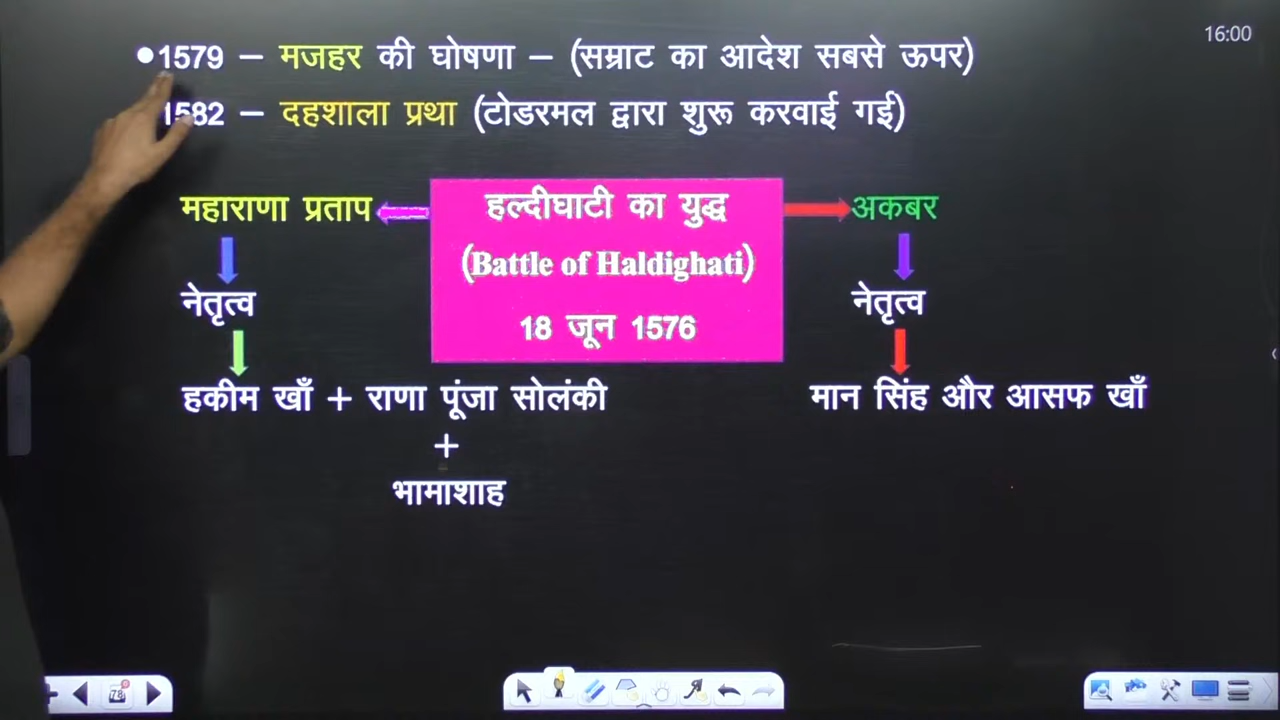 16:00
●1579 – मजहर की घोषणा – (सम्राट का आदेश सबसे ऊपर)
1582 – दहशाला प्रथा (टोडरमल द्वारा शुरू करवाई गई)
महाराणा प्रताप हल्दीघाटी का युद्ध अकबर
(Battle of Haldighati)
नेतृत्व 18 जून 1576 नेतृत्व
हकीम खाँ + राणा पूंजा सोलंकी मान सिंह और आसफ खाँ
+
भामाशाह
78